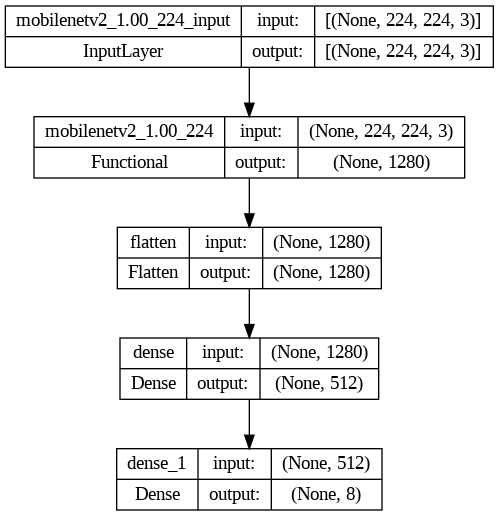 mobilenetv2_1.00_224_input input: [(None, 224, 224, 3)]
InputLayer output: [(None, 224, 224, 3)]
mobilenetv2_1.00_224 input: (None, 224, 224, 3)
Functional output: (None, 1280)
flatten input: (None, 1280)
Flatten output: (None, 1280)
dense input: (None, 1280)
Dense output: (None, 512)
dense_1 input: (None, 512)
Dense output: (None, 8)